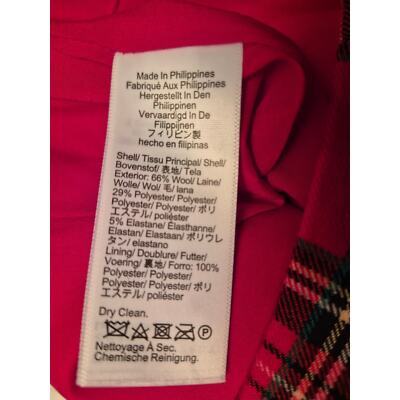 Made In Philippines
Fabriqué Aux Philippines
Hergestellt In Den
Philippinen
Vervaardigd In De
Filippijnen
フィリピン製
hecho en filipinas
Shell/ Tissu Principal/ Shell/
Bovenstof/ 表地/ Tela
Exterior: 66% Wool/ Laine/
Wolle/ Wol/ 毛/ lana
29% Polyester/ Polyester/
Polyester/ Polyester/ ポリ
エステル/ poliéster
5% Elastane/ Élasthanne/
Elastan/ Elastaan/ ポリウレ
タン/ elastano
Lining/ Doublure/ Futter/
Voering/ 裏地/ Forro: 100%
Polyester/ Polyester/
Polyester/ Polyester/ ポリ
エステル/ poliéster
Dry Clean.
P
Nettoyage À Sec.
Chemische Reinigung.